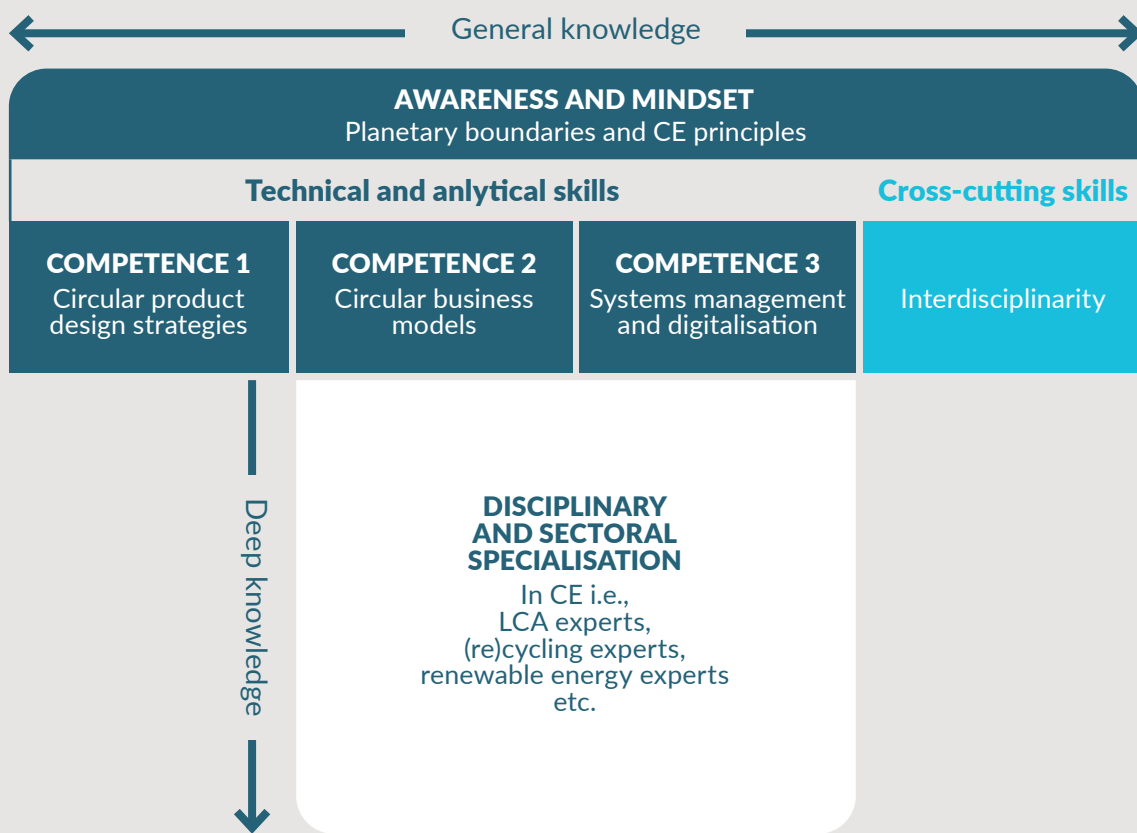 General knowledge
AWARENESS AND MINDSET
Planetary boundaries and CE principles
Technical and anlytical skills
Cross-cutting skills
COMPETENCE 1
Circular product
design strategies
COMPETENCE 2
Circular business
models
COMPETENCE 3
Systems management
and digitalisation
Interdisciplinarity
Deep knowledge
DISCIPLINARY
AND SECTORAL
SPECIALISATION
In CE i.e.,
LCA experts,
(re)cycling experts,
renewable energy experts
etc.